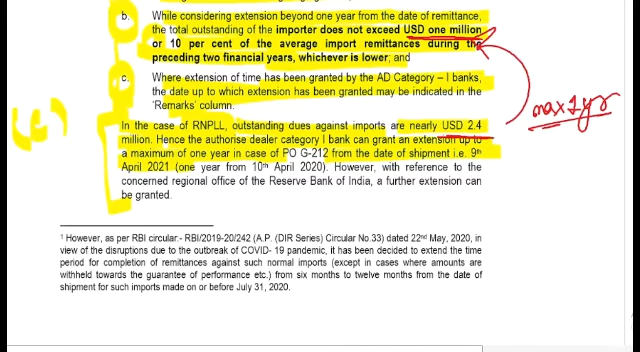 b. While considering extension beyond one year from the date of remittance,
the total outstanding of the importer does not exceed USD one million
or 10 per cent of the average import remittances during the
preceding two financial years, whichever is lower; and
c. Where extension of time has been granted by the AD Category – I banks,
the date up to which extension has been granted may be indicated in the
'Remarks' column.
max 1 yr
(c)
In the case of RNPLL, outstanding dues against imports are nearly USD 2.4
million. Hence the authorise dealer category I bank can grant an extension up to
a maximum of one year in case of PO G-212 from the date of shipment i.e. 9th
April 2021 (one year from 10th April 2020). However, with reference to the
concerned regional office of the Reserve Bank of India, a further extension can
be granted.
1 However, as per RBI circular:- RBI/2019-20/242 (A.P. (DIR Series) Circular No.33) dated 22nd May, 2020, in
view of the disruptions due to the outbreak of COVID- 19 pandemic, it has been decided to extend the time
period for completion of remittances against such normal imports (except in cases where amounts are
withheld towards the guarantee of performance etc.) from six months to twelve months from the date of
shipment for such imports made on or before July 31, 2020.